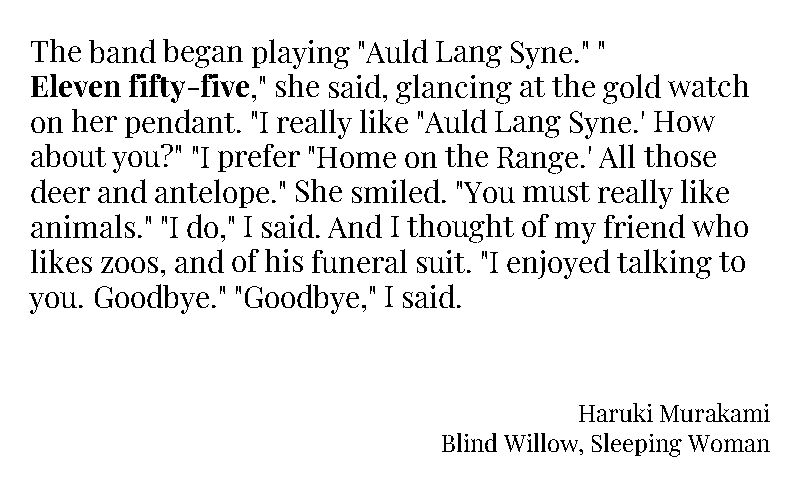 The band began playing "Auld Lang Syne." "
Eleven fifty-five," she said, glancing at the gold watch
on her pendant. "I really like "Auld Lang Syne.' How
about you?" "I prefer "Home on the Range.' All those
deer and antelope." She smiled. "You must really like
animals." "I do," I said. And I thought of my friend who
likes zoos, and of his funeral suit. "I enjoyed talking to
you. Goodbye." "Goodbye," I said.
Haruki Murakami
Blind Willow, Sleeping Woman